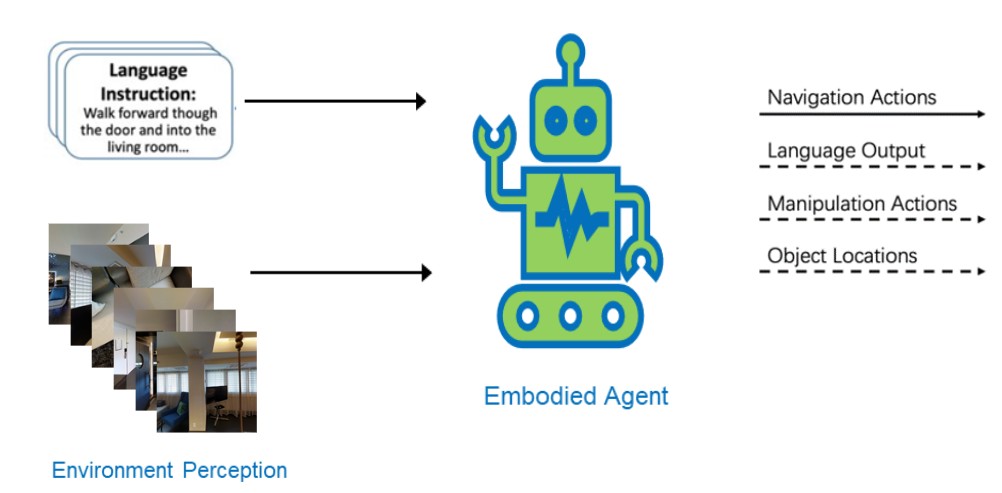 Language
Instruction:
Walk forward though
the door and into the
living room...
Navigation Actions
Language Output
Manipulation Actions
Object Locations
Embodied Agent
Environment Perception